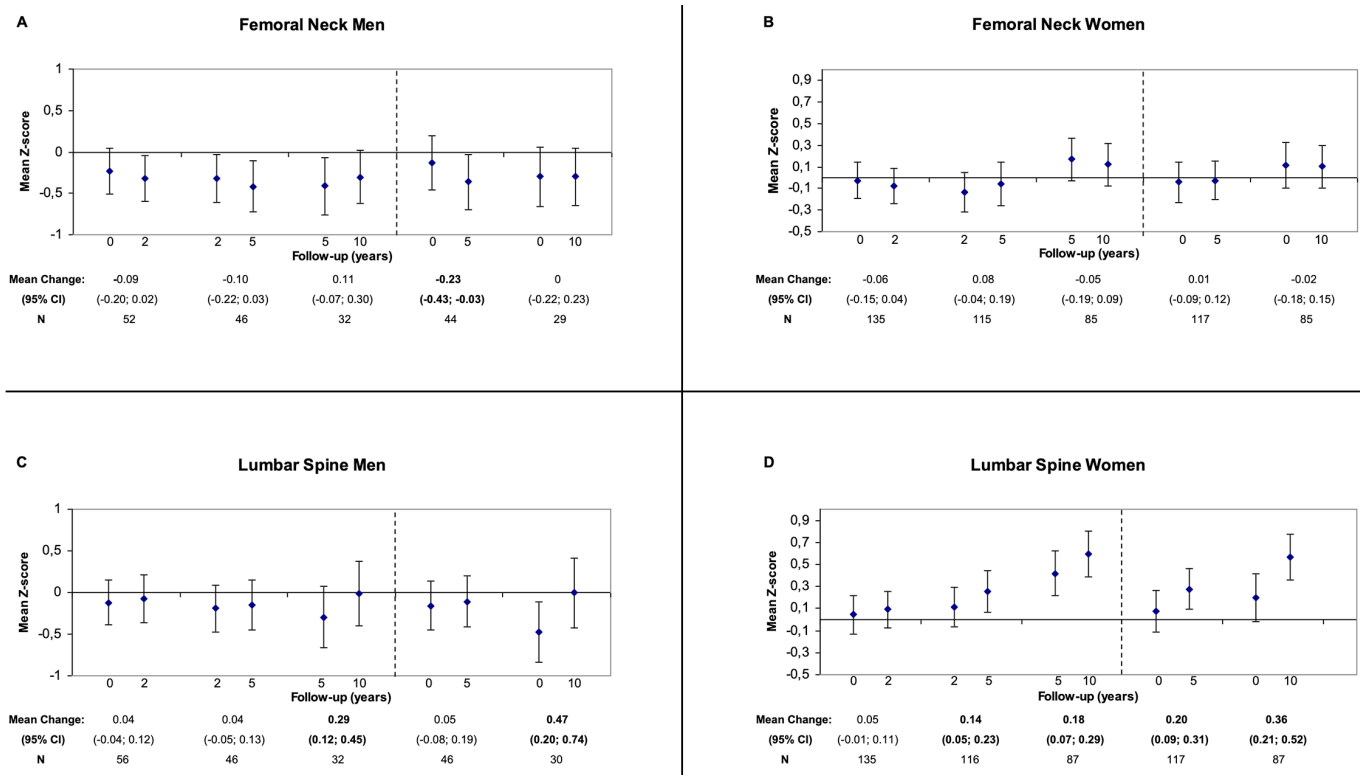 A
Femoral Neck Men
1
0,5
0
-0,5
-1
Mean Z-score
0 2 2 5 5 10 0 5 0 10
Follow-up (years)
Mean Change: -0.09 -0.10 0.11 -0.23 0
(95% CI) (-0.20; 0.02) (-0.22; 0.03) (-0.07; 0.30) (-0.43; -0.03) (-0.22; 0.23)
N 52 46 32 44 29
B
Femoral Neck Women
0,9
0,7
0,5
0,3
0,1
-0,1
-0,3
-0,5
Mean Z-score
0 2 2 5 5 10 0 5 0 10
Follow-up (years)
Mean Change: -0.06 0.08 -0.05 0.01 -0.02
(95% CI) (-0.15; 0.04) (-0.04; 0.19) (-0.19; 0.09) (-0.09; 0.12) (-0.18; 0.15)
N 135 115 85 117 85
C
Lumbar Spine Men
1
0,5
0
-0,5
-1
Mean Z-score
0 2 2 5 5 10 0 5 0 10
Follow-up (years)
Mean Change: 0.04 0.04 0.29 0.05 0.47
(95% CI) (-0.04; 0.12) (-0.05; 0.13) (0.12; 0.45) (-0.08; 0.19) (0.20; 0.74)
N 56 46 32 46 30
D
Lumbar Spine Women
0,9
0,7
0,5
0,3
0,1
-0,1
-0,3
-0,5
Mean Z-score
0 2 2 5 5 10 0 5 0 10
Follow-up (years)
Mean Change: 0.05 0.14 0.18 0.20 0.36
(95% CI) (-0.01; 0.11) (0.05; 0.23) (0.07; 0.29) (0.09; 0.31) (0.21; 0.52)
N 135 116 87 117 87